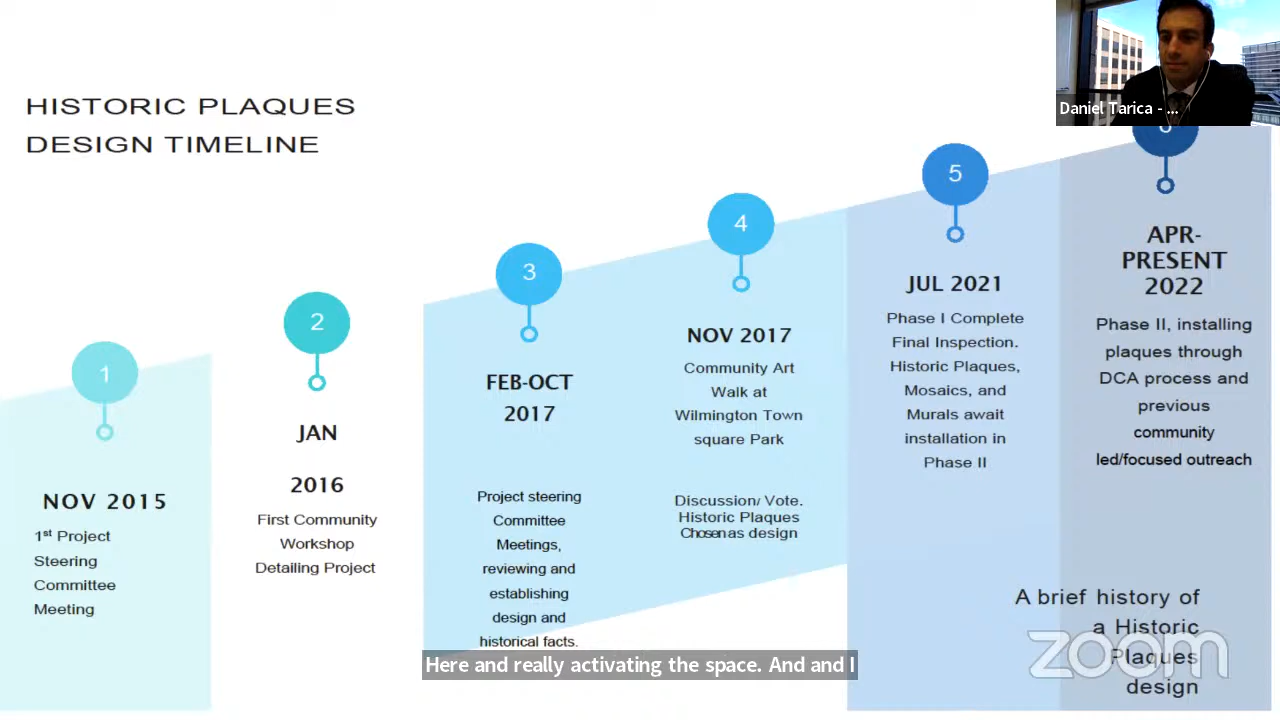 HISTORIC PLAQUES
DESIGN TIMELINE
1
NOV 2015
1st Project
Steering
Committee
Meeting
2
JAN
2016
First Community
Workshop
Detailing Project
3
FEB-OCT
2017
Project steering
Committee
Meetings,
reviewing and
establishing
design and
historical facts.
4
NOV 2017
Community Art
Walk at
Wilmington Town
square Park
Discussion/ Vote.
Historic Plaques
Chosen as design
5
JUL 2021
Phase I Complete
Final Inspection.
Historic Plaques,
Mosaics, and
Murals await
installation in
Phase II
6
APR-
PRESENT
2022
Phase II, installing
plaques through
DCA process and
previous
community
led/focused outreach
A brief history of
a Historic
Plaques
design
Daniel Tarica - ...
Here and really activating the space. And and I
zoom